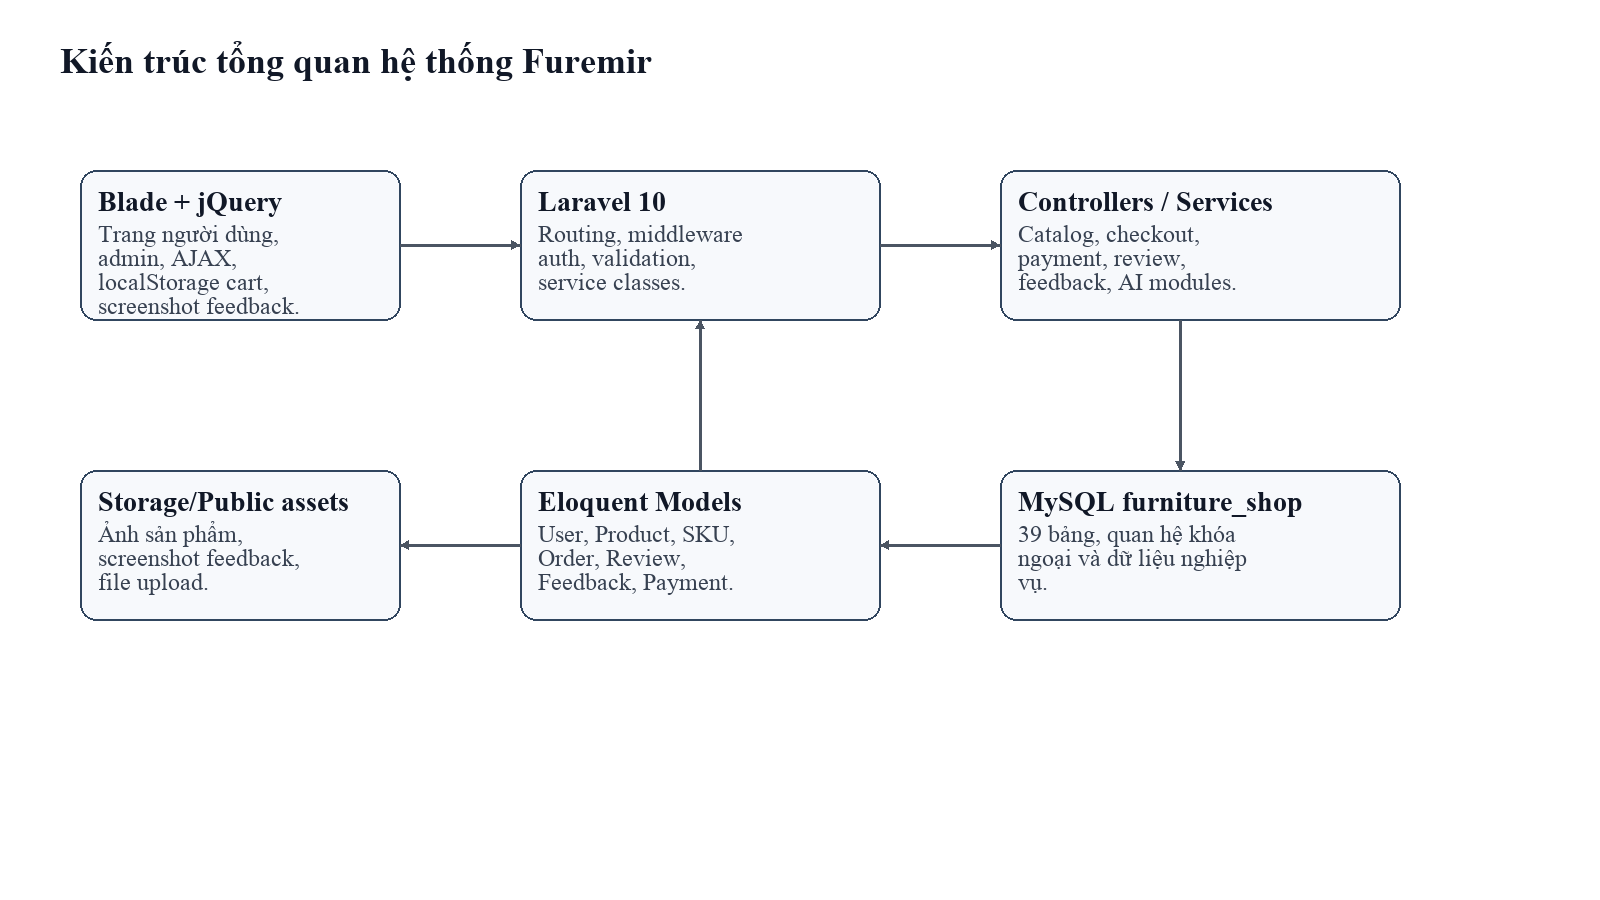 Kiến trúc tổng quan hệ thống Furemir
Blade + jQuery
Trang người dùng,
admin, AJAX,
localStorage cart,
screenshot feedback.
Laravel 10
Routing, middleware
auth, validation,
service classes.
Controllers / Services
Catalog, checkout,
payment, review,
feedback, AI modules.
Storage/Public assets
Ảnh sản phẩm,
screenshot feedback,
file upload.
Eloquent Models
User, Product, SKU,
Order, Review,
Feedback, Payment.
MySQL furniture_shop
39 bảng, quan hệ khóa
ngoại và dữ liệu nghiệp
vụ.